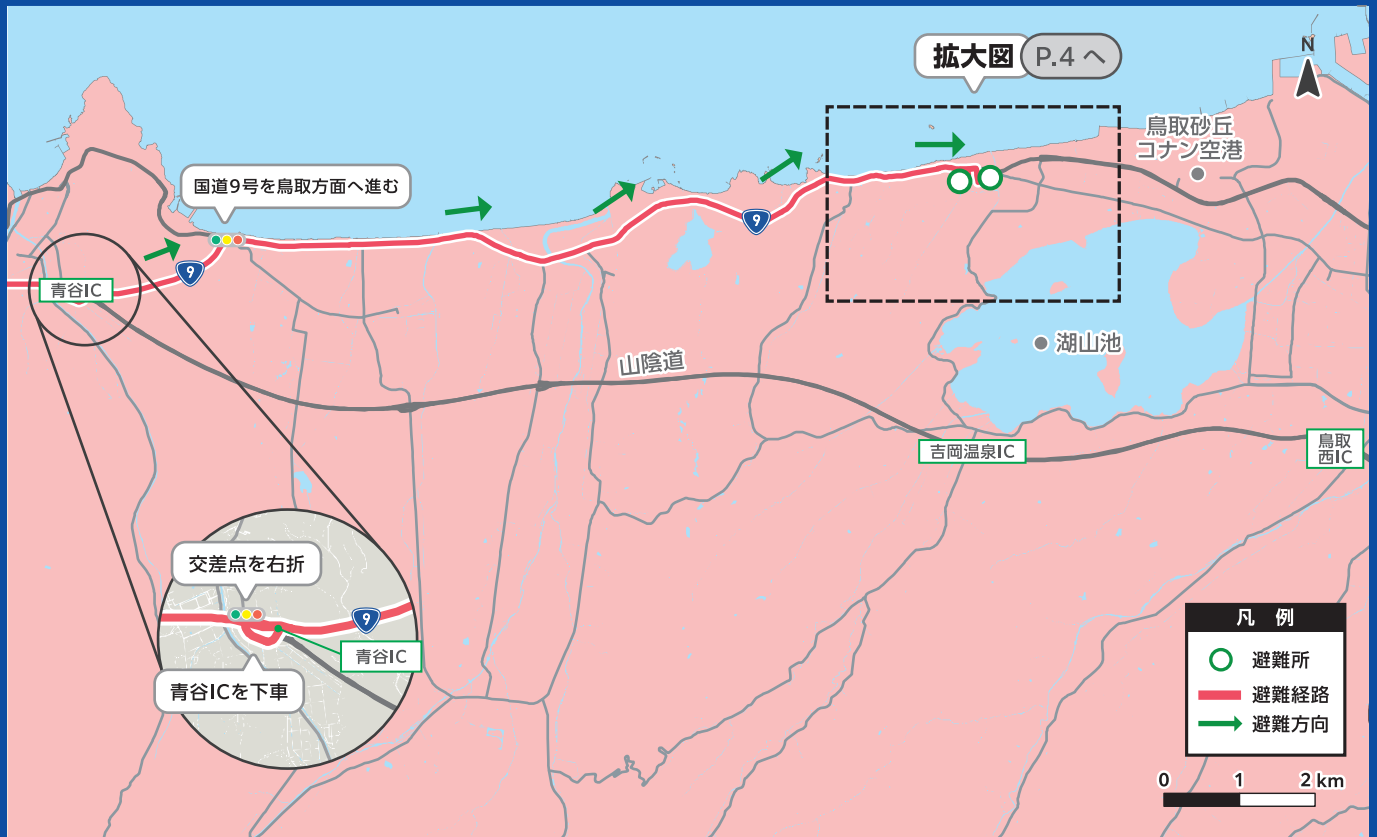 拡大図 P.4 へ
N
鳥取砂丘
コナン空港
国道9号を鳥取方面へ進む
9
9
青谷IC
湖山池
山陰道
吉岡温泉IC
鳥取
西IC
交差点を右折
9
青谷IC
青谷ICを下車
凡 例
避難所
避難経路
避難方向
0 1 2 km